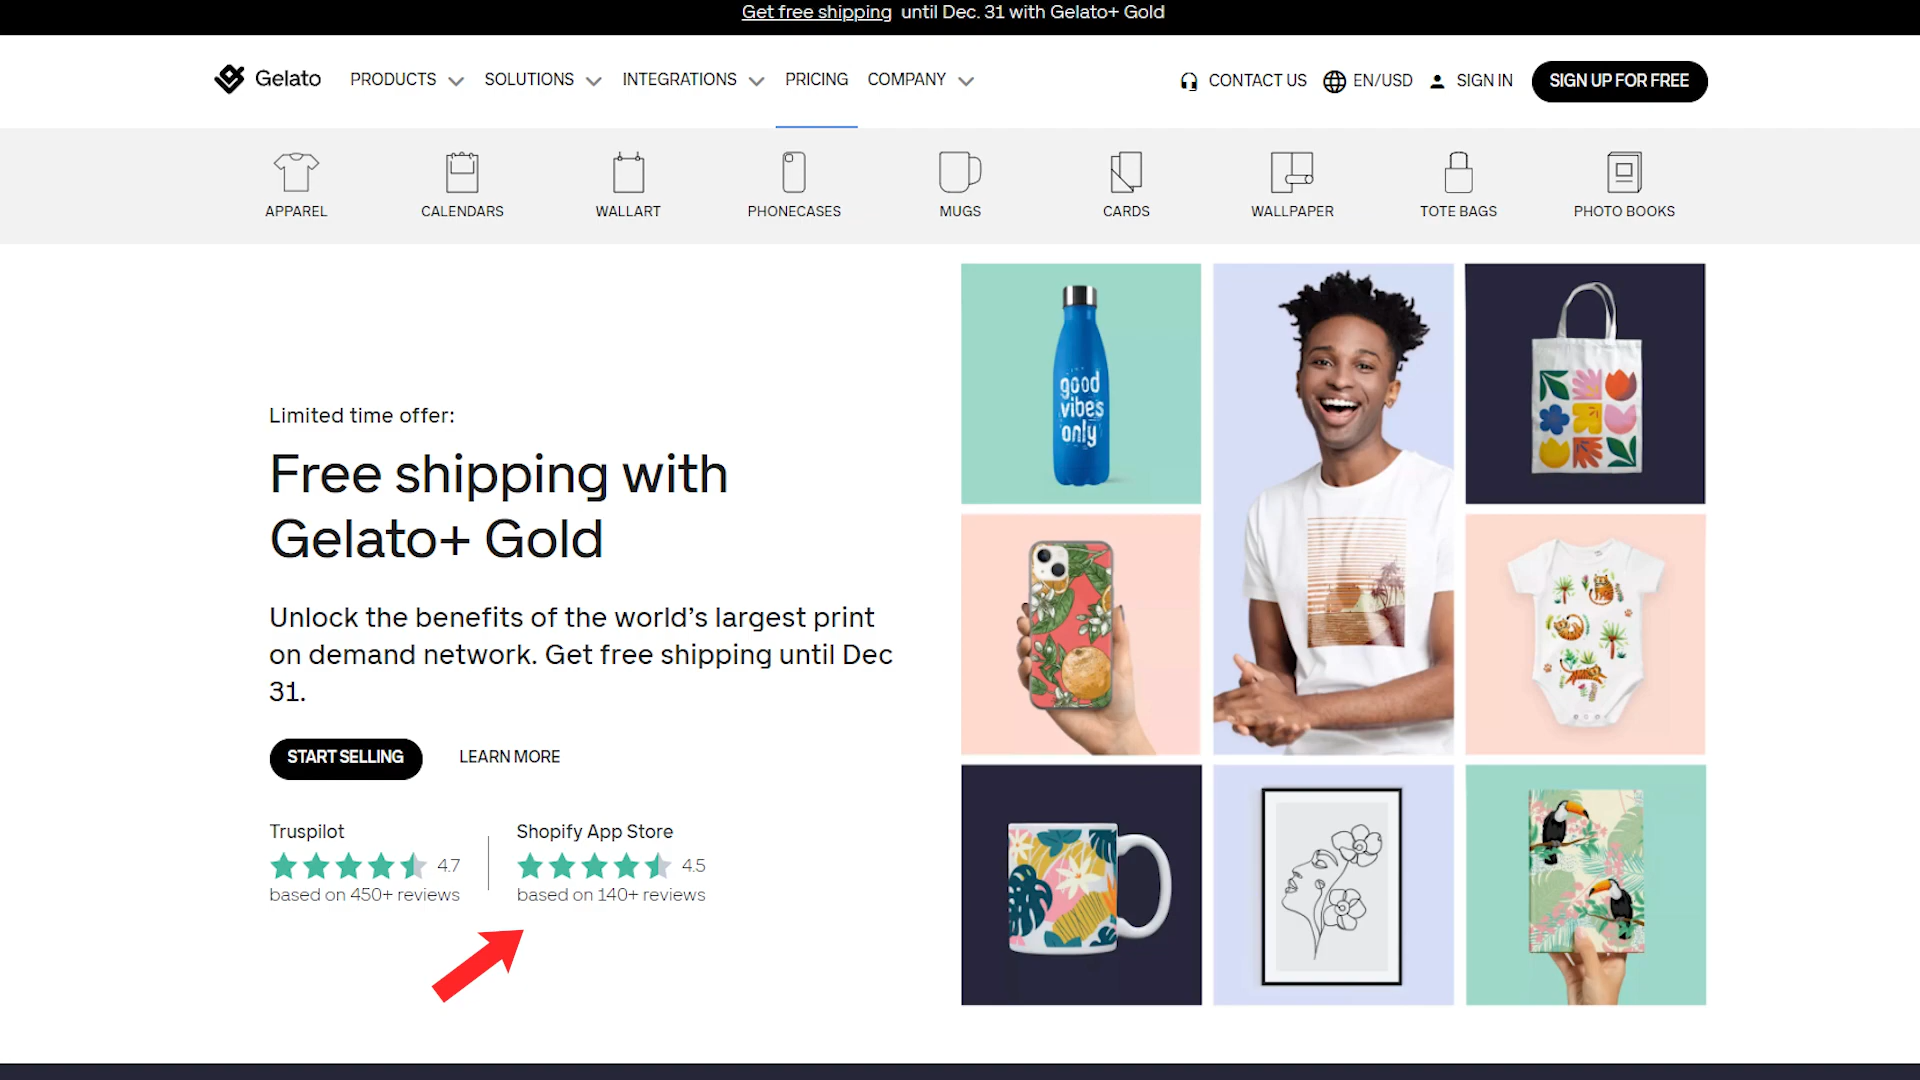 Get free shipping until Dec. 31 with Gelato+ Gold
Gelato PRODUCTS SOLUTIONS INTEGRATIONS PRICING COMPANY CONTACT US EN/USD SIGN IN SIGN UP FOR FREE
APPAREL CALENDARS WALLART PHONECASES MUGS CARDS WALLPAPER TOTE BAGS PHOTO BOOKS
Limited time offer:
Free shipping with
Gelato+ Gold
Unlock the benefits of the world’s largest print
on demand network. Get free shipping until Dec
31.
START SELLING LEARN MORE
Truspilot Shopify App Store
4.7 4.5
based on 450+ reviews based on 140+ reviews
good
vibes
only